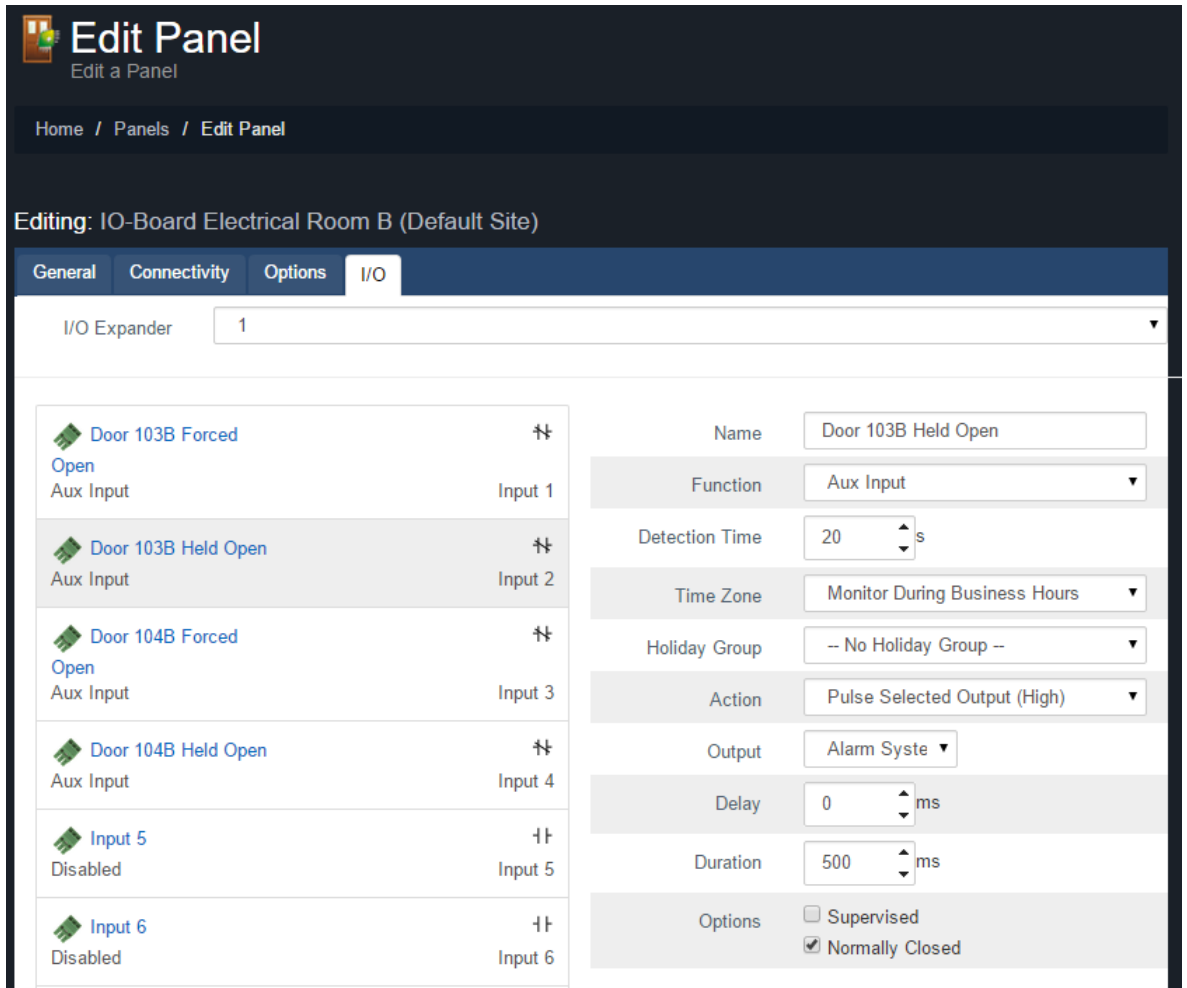 Edit Panel
Edit a Panel
Home / Panels / Edit Panel
Editing: IO-Board Electrical Room B (Default Site)
General Connectivity Options I/O
I/O Expander 1
Door 103B Forced
Open
Aux Input Input 1
Door 103B Held Open
Aux Input Input 2
Door 104B Forced
Open
Aux Input Input 3
Door 104B Held Open
Aux Input Input 4
Input 5
Disabled Input 5
Input 6
Disabled Input 6
Name Door 103B Held Open
Function Aux Input
Detection Time 20 s
Time Zone Monitor During Business Hours
Holiday Group -- No Holiday Group --
Action Pulse Selected Output (High)
Output Alarm Syste
Delay 0 ms
Duration 500 ms
Options Supervised
Normally Closed